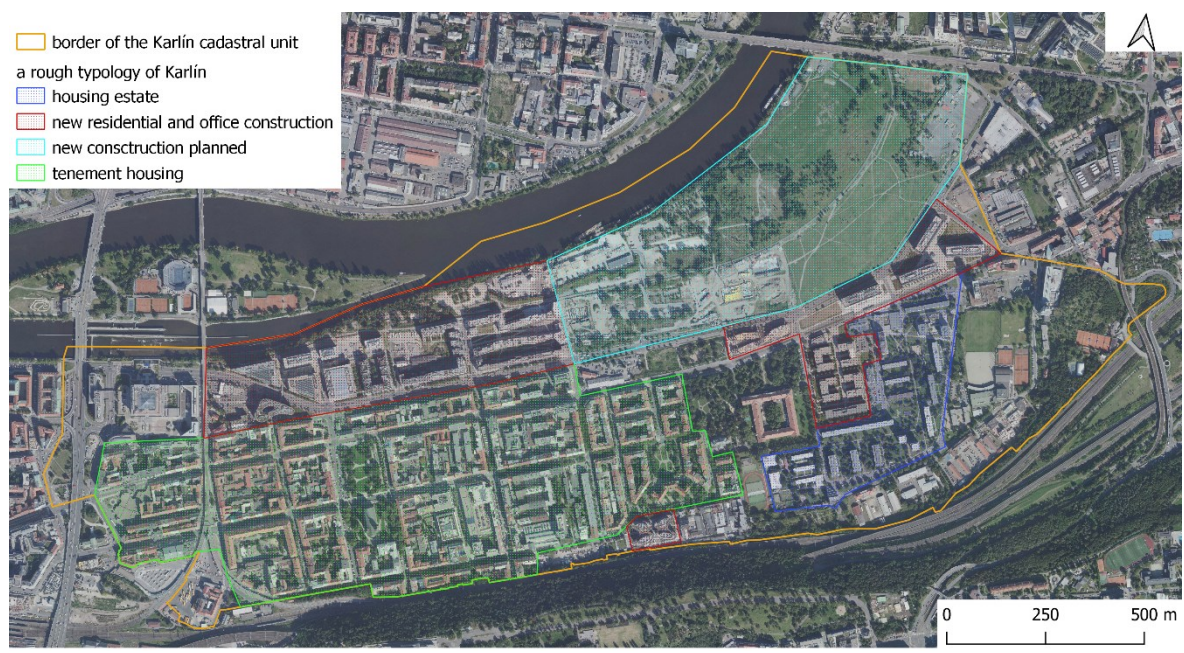 border of the Karlín cadastral unit
a rough typology of Karlín
housing estate
new residential and office construction
new consctruction planned
tenement housing
0 250 500 m